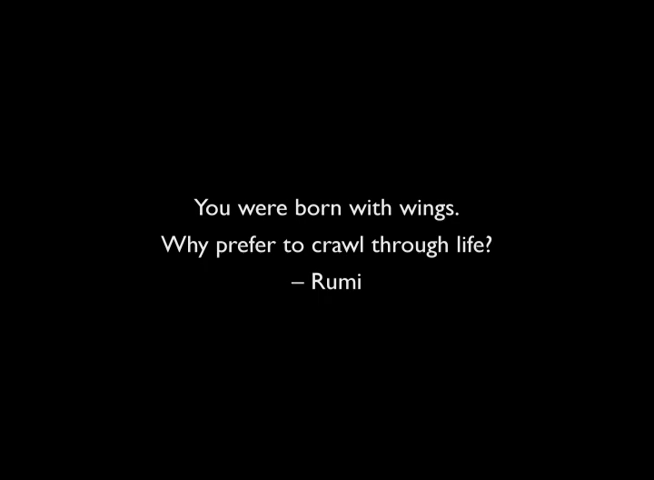 You were born with wings.
Why prefer to crawl through life?
– Rumi